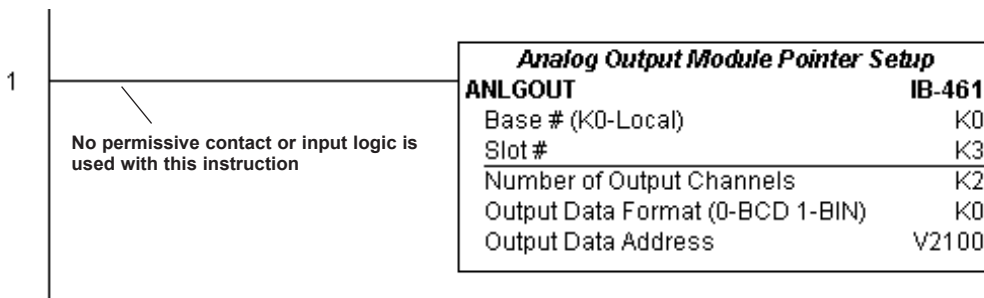 1
No permissive contact or input logic is
used with this instruction
Analog Output Module Pointer Setup
ANLGOUT IB-461
Base # (K0-Local) K0
Slot # K3
Number of Output Channels K2
Output Data Format (0-BCD 1-BIN) K0
Output Data Address V2100